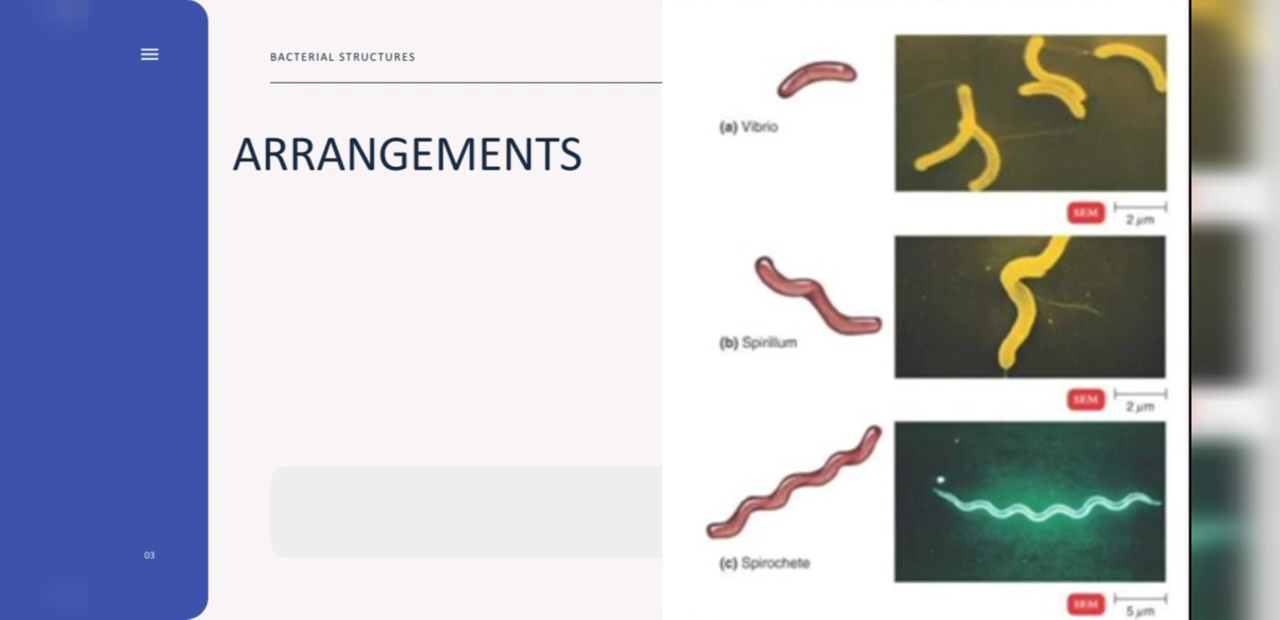 BACTERIAL STRUCTURES
ARRANGEMENTS
03
(a) Vibrio
SEM
2 μm
(b) Spirillum
SEM
2 μm
(c) Spirochete
SEM
5 μm